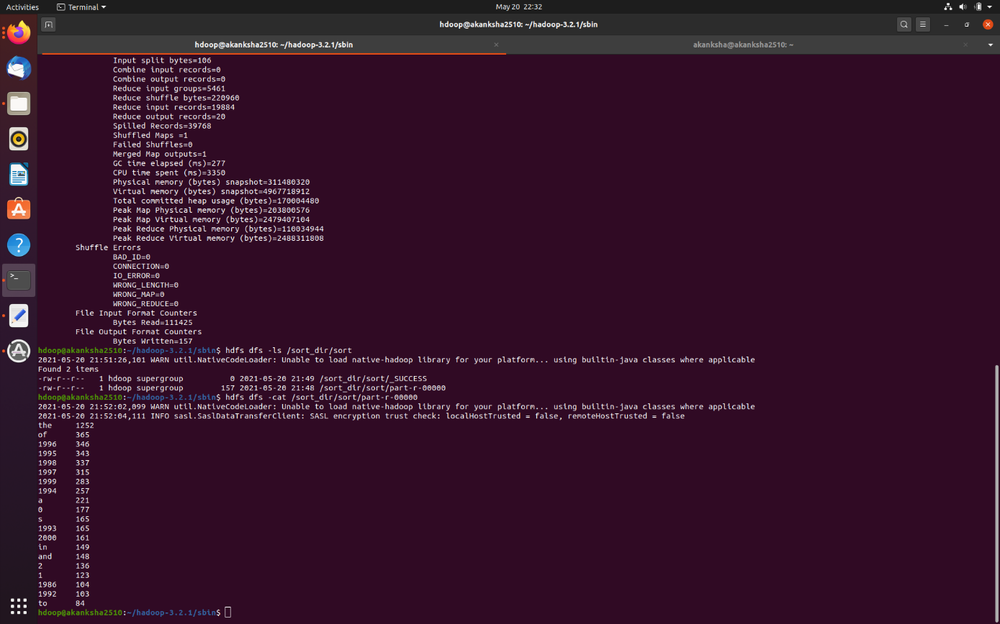 Activities Terminal May 20 22:32
hdoop@akanksha2510: ~/hadoop-3.2.1/sbin
hdoop@akanksha2510: ~/hadoop-3.2.1/sbin akanksha@akanksha2510: ~
Input split bytes=106
Combine input records=0
Combine output records=0
Reduce input groups=5461
Reduce shuffle bytes=220960
Reduce input records=19884
Reduce output records=20
Spilled Records=39768
Shuffled Maps =1
Failed Shuffles=0
Merged Map outputs=1
GC time elapsed (ms)=277
CPU time spent (ms)=3350
Physical memory (bytes) snapshot=311480320
Virtual memory (bytes) snapshot=4967718912
Total committed heap usage (bytes)=170004480
Peak Map Physical memory (bytes)=203800576
Peak Map Virtual memory (bytes)=2479407104
Peak Reduce Physical memory (bytes)=110034944
Peak Reduce Virtual memory (bytes)=2488311808
Shuffle Errors
BAD_ID=0
CONNECTION=0
IO_ERROR=0
WRONG_LENGTH=0
WRONG_MAP=0
WRONG_REDUCE=0
File Input Format Counters
Bytes Read=111425
File Output Format Counters
Bytes Written=157
hdoop@akanksha2510:~/hadoop-3.2.1/sbin$ hdfs dfs -ls /sort_dir/sort
2021-05-20 21:51:26,101 WARN util.NativeCodeLoader: Unable to load native-hadoop library for your platform... using builtin-java classes where applicable
Found 2 items
-rw-r--r--   1 hdoop supergroup          0 2021-05-20 21:49 /sort_dir/sort/_SUCCESS
-rw-r--r--   1 hdoop supergroup        157 2021-05-20 21:48 /sort_dir/sort/part-r-00000
hdoop@akanksha2510:~/hadoop-3.2.1/sbin$ hdfs dfs -cat /sort_dir/sort/part-r-00000
2021-05-20 21:52:02,099 WARN util.NativeCodeLoader: Unable to load native-hadoop library for your platform... using builtin-java classes where applicable
2021-05-20 21:52:04,111 INFO sasl.SaslDataTransferClient: SASL encryption trust check: localHostTrusted = false, remoteHostTrusted = false
the 1252
of 365
1996 346
1995 343
1998 337
1997 315
1999 283
1994 257
a 221
0 177
s 165
1993 165
2000 161
in 149
and 148
2 136
1 123
1986 104
1992 103
to 84
hdoop@akanksha2510:~/hadoop-3.2.1/sbin$